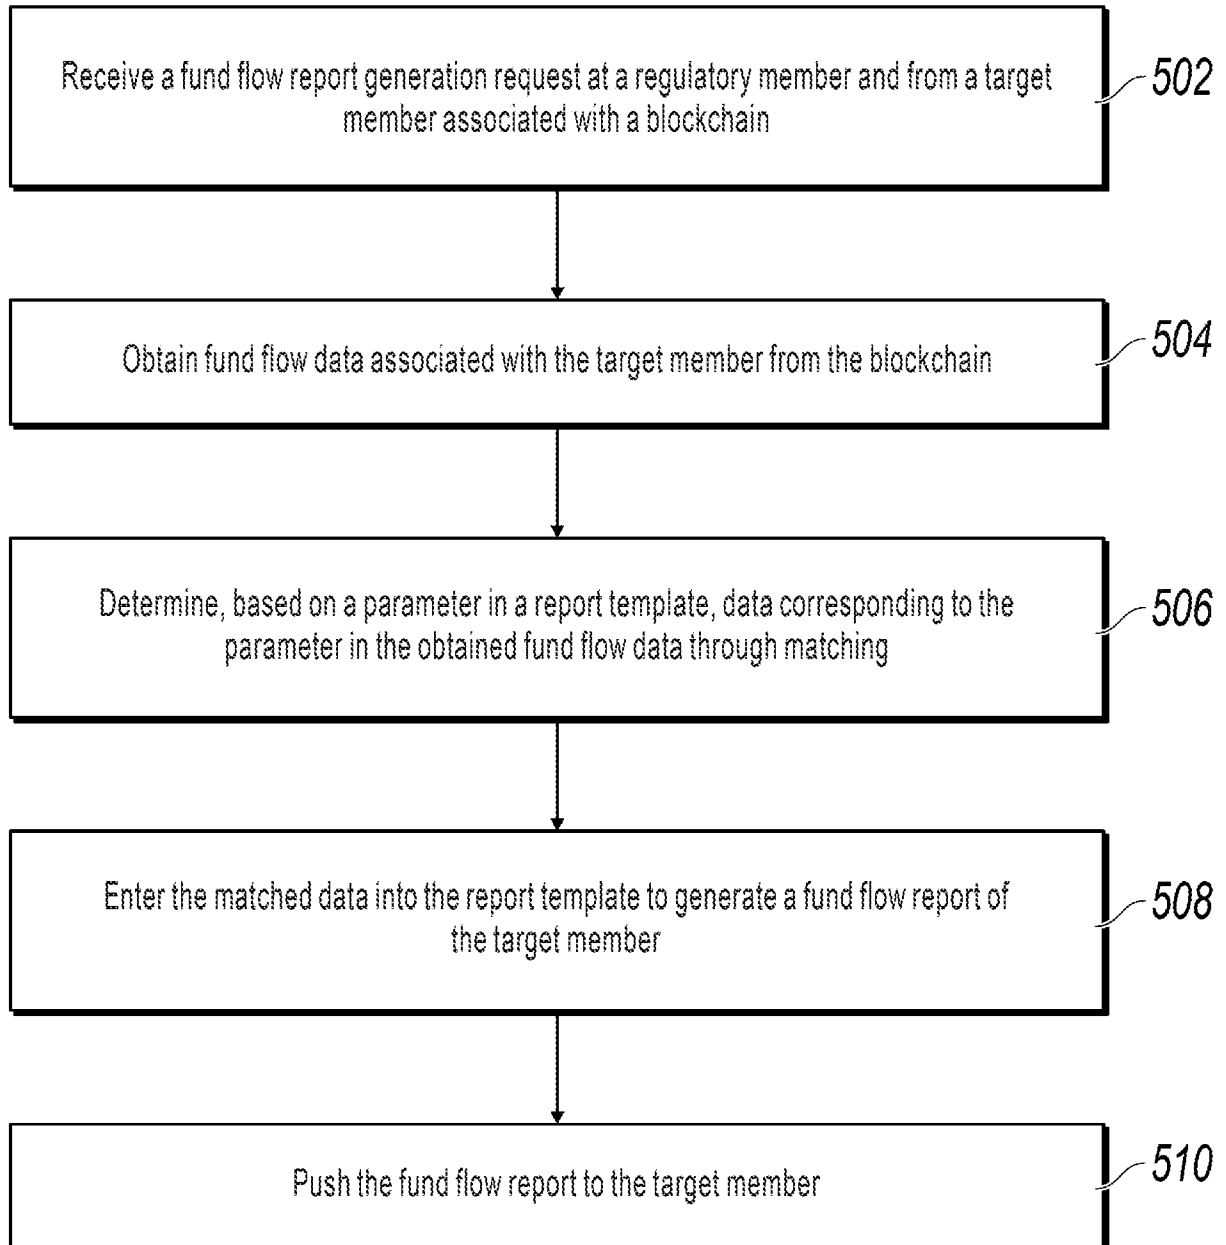 Receive a fund flow report generation request at a regulatory member and from a target
member associated with a blockchain
502
Obtain fund flow data associated with the target member from the blockchain
504
Determine, based on a parameter in a report template, data corresponding to the
parameter in the obtained fund flow data through matching
506
Enter the matched data into the report template to generate a fund flow report of
the target member
508
Push the fund flow report to the target member
510